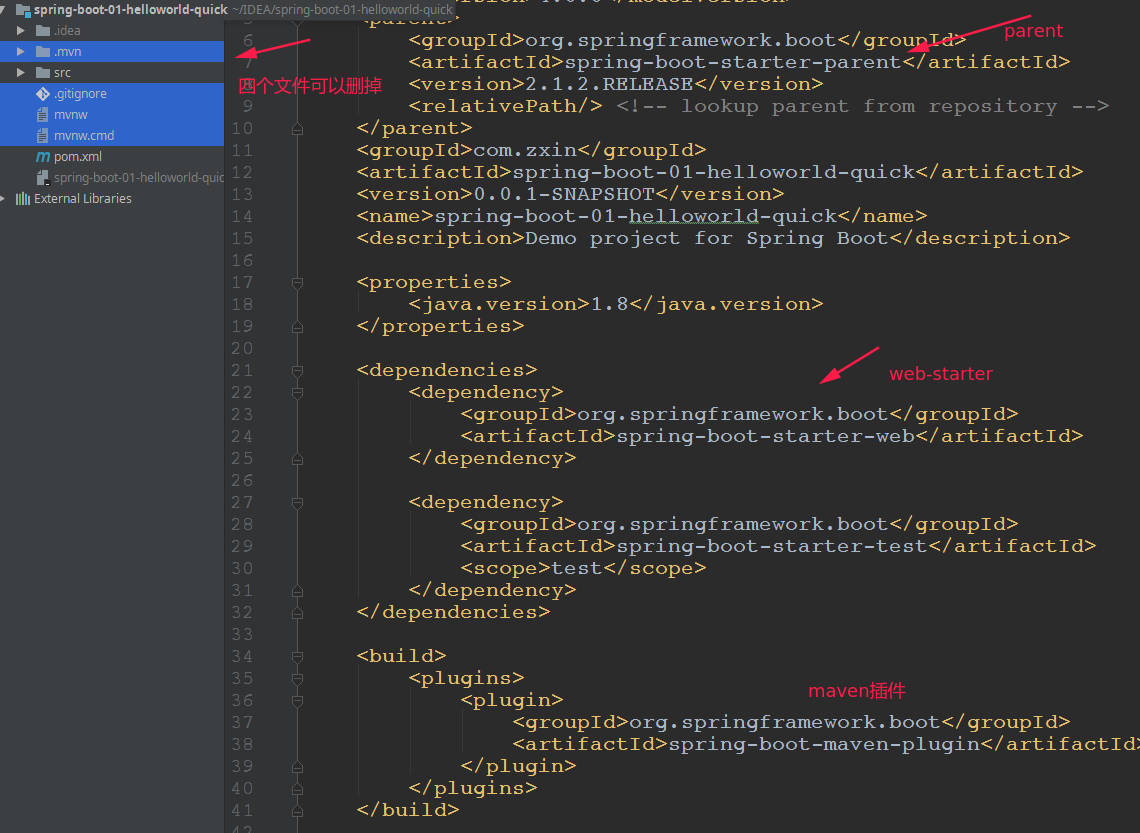 spring-boot-01-helloworld-quick ~/IDEA/spring-boot-01-helloworld-quick
.idea
.mvn
src
.gitignore
mvnw
mvnw.cmd
pom.xml
spring-boot-01-helloworld-quic
External Libraries
四个文件可以删掉
parent
6 <groupId>org.springframework.boot</groupId>
7 <artifactId>spring-boot-starter-parent</artifactId>
8 <version>2.1.2.RELEASE</version>
9 <relativePath/> <!-- lookup parent from repository -->
10 </parent>
11 <groupId>com.zxin</groupId>
12 <artifactId>spring-boot-01-helloworld-quick</artifactId>
13 <version>0.0.1-SNAPSHOT</version>
14 <name>spring-boot-01-helloworld-quick</name>
15 <description>Demo project for Spring Boot</description>
16
17 <properties>
18 <java.version>1.8</java.version>
19 </properties>
20
21 <dependencies>
web-starter
22 <dependency>
23 <groupId>org.springframework.boot</groupId>
24 <artifactId>spring-boot-starter-web</artifactId>
25 </dependency>
26
27 <dependency>
28 <groupId>org.springframework.boot</groupId>
29 <artifactId>spring-boot-starter-test</artifactId>
30 <scope>test</scope>
31 </dependency>
32 </dependencies>
33
34 <build>
35 <plugins>
maven插件
36 <plugin>
37 <groupId>org.springframework.boot</groupId>
38 <artifactId>spring-boot-maven-plugin</artifactId>
39 </plugin>
40 </plugins>
41 </build>